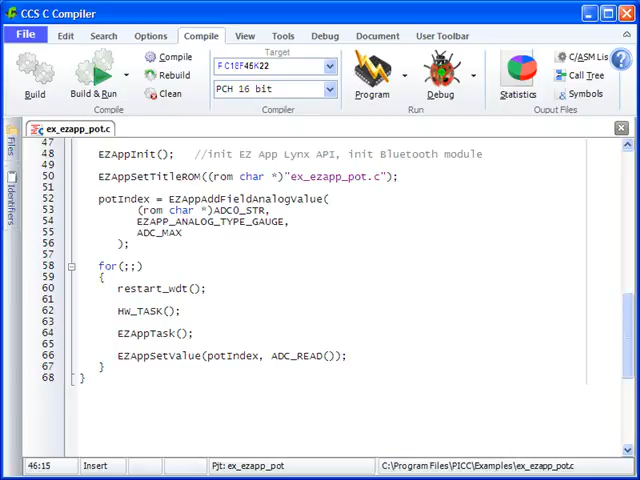 CCS C Compiler
File Edit Search Options Compile View Tools Debug Document User Toolbar
Build
Build & Run
Compile
Rebuild
Clean
Compile
Target
PIC18F45K22
PCH 16 bit
Compiler
Program
Debug
Run
Statistics
C/ASM Lis
Call Tree
Symbols
Ouput Files
ex_ezapp_pot.c
Files
Identifiers
47
48 EZAppInit(); //init EZ App Lynx API, init Bluetooth module
49
50 EZAppSetTitleROM((rom char *)"ex_ezapp_pot.c");
51
52 potIndex = EZAppAddFieldAnalogValue(
53 (rom char *)ADC0_STR,
54 EZAPP_ANALOG_TYPE_GAUGE,
55 ADC_MAX
56 );
57
58 for(;;)
59 {
60 restart_wdt();
61
62 HW_TASK();
63
64 EZAppTask();
65
66 EZAppSetValue(potIndex, ADC_READ());
67 }
68 }
46:15 Insert Pjt: ex_ezapp_pot C:\Program Files\PICC\Examples\ex_ezapp_pot.c